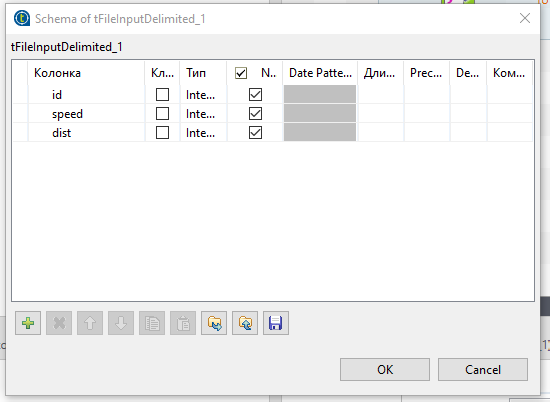 Schema of tFileInputDelimited_1
tFileInputDelimited_1
Колонка Кл... Тип N.. Date Patte... Дли... Prec... De... Ком...
id Inte...
speed Inte...
dist Inte...
OK Cancel